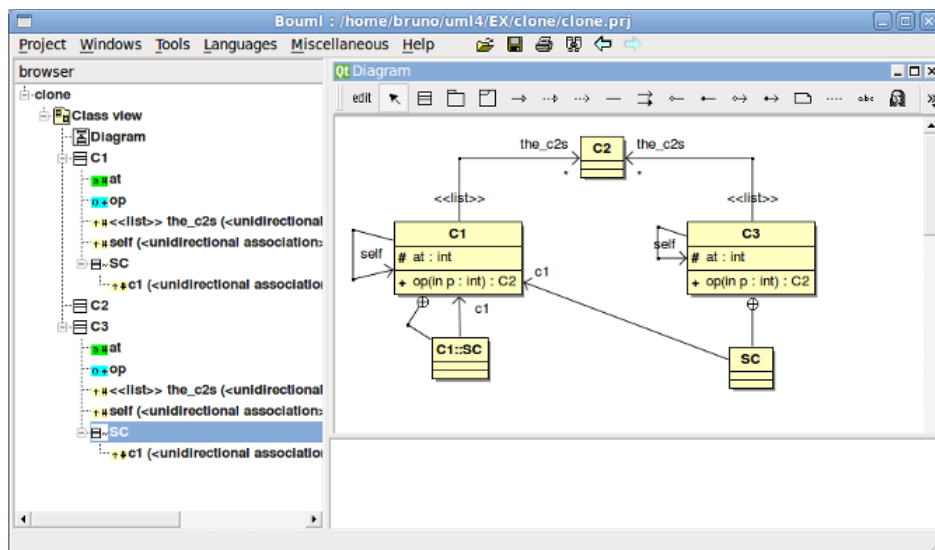 Bouml : /home/bruno/uml4/EX/clone/clone.prj
Project Windows Tools Languages Miscellaneous Help
browser
clone
Class view
Diagram
C1
at
op
<<list>> the_c2s (<unidirectional
self (<unidirectional association>
SC
c1 (<unidirectional associatio
C2
C3
at
op
<<list>> the_c2s (<unidirectional
self (<unidirectional association>
SC
c1 (<unidirectional associatio
Qt Diagram
edit
abc
the_c2s
C2
the_c2s
*
*
<<list>>
<<list>>
C1
C3
self
# at : int
self
# at : int
+ op(in p : int) : C2
c1
+ op(in p : int) : C2
c1
C1::SC
SC